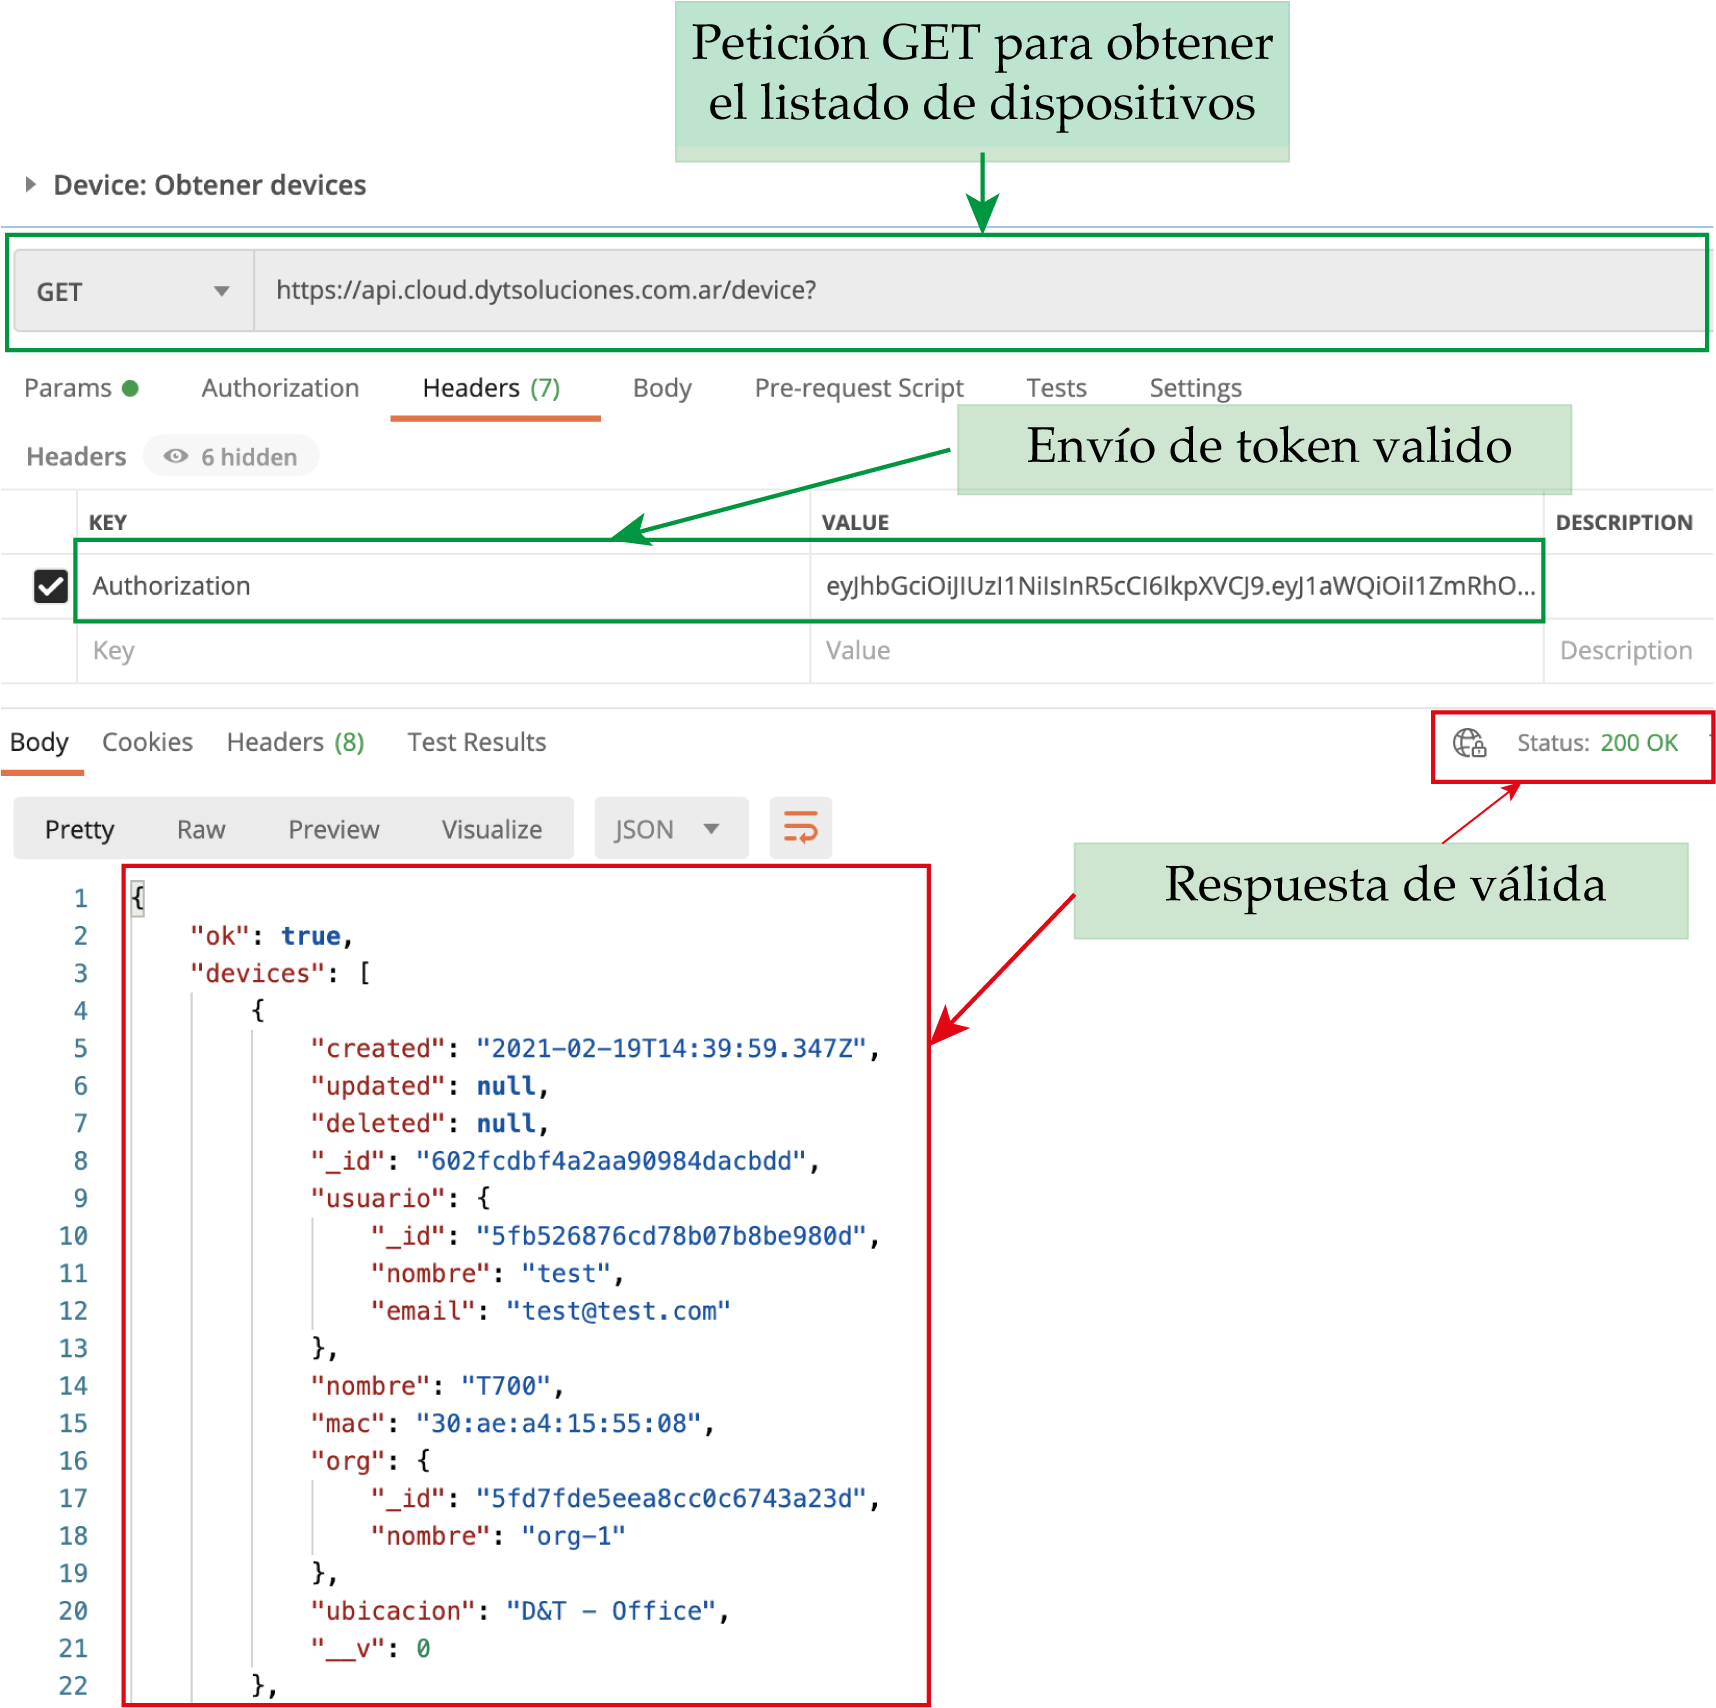 Petición GET para obtener
el listado de dispositivos
Device: Obtener devices
GET https://api.cloud.dytsoluciones.com.ar/device?
Params Authorization Headers (7) Body Pre-request Script Tests Settings
Envío de token valido
Headers 6 hidden
KEY VALUE DESCRIPTION
Authorization eyJhbGciOiJIUzI1NiIsInR5cCI6IkpXVCJ9.eyJ1aWQiOiI1ZmRhO...
Key Value Description
Body Cookies Headers (8) Test Results Status: 200 OK
Pretty Raw Preview Visualize JSON
Respuesta de válida
1 {
2 "ok": true,
3 "devices": [
4 {
5 "created": "2021-02-19T14:39:59.347Z",
6 "updated": null,
7 "deleted": null,
8 "_id": "602fcdbf4a2aa90984dacbdd",
9 "usuario": {
10 "_id": "5fb526876cd78b07b8be980d",
11 "nombre": "test",
12 "email": "test@test.com"
13 },
14 "nombre": "T700",
15 "mac": "30:ae:a4:15:55:08",
16 "org": {
17 "_id": "5fd7fde5eea8cc0c6743a23d",
18 "nombre": "org-1"
19 },
20 "ubicacion": "D&T - Office",
21 "__v": 0
22 },